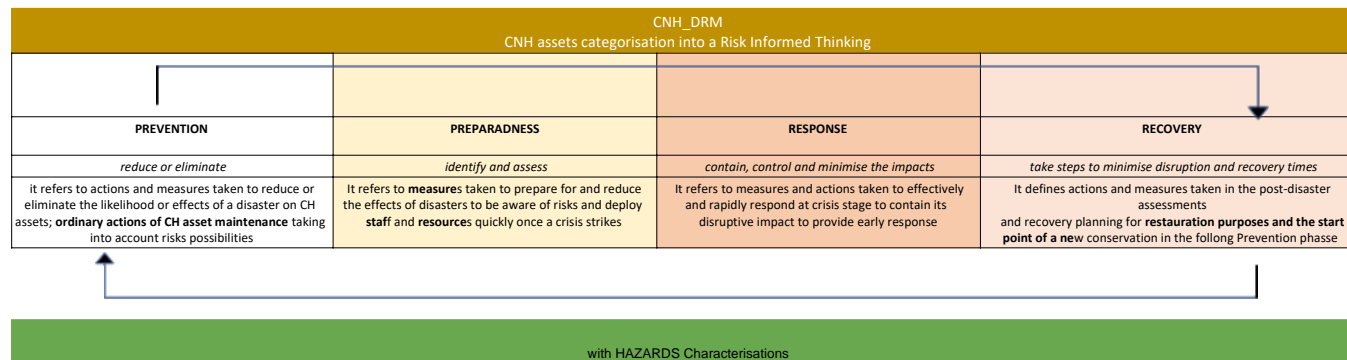 CNH_DRM
CNH assets categorisation into a Risk Informed Thinking
PREVENTION
PREPARADNESS
RESPONSE
RECOVERY
reduce or eliminate
identify and assess
contain, control and minimise the impacts
take steps to minimise disruption and recovery times
it refers to actions and measures taken to reduce or
eliminate the likelihood or effects of a disaster on CH
assets; ordinary actions of CH asset maintenance taking
into account risks possibilities
It refers to measures taken to prepare for and reduce
the effects of disasters to be aware of risks and deploy
staff and resources quickly once a crisis strikes
It refers to measures and actions taken to effectively
and rapidly respond at crisis stage to contain its
disruptive impact to provide early response
It defines actions and measures taken in the post-disaster
assessments
and recovery planning for restauration purposes and the start
point of a new conservation in the follong Prevention phasse
with HAZARDS Characterisations